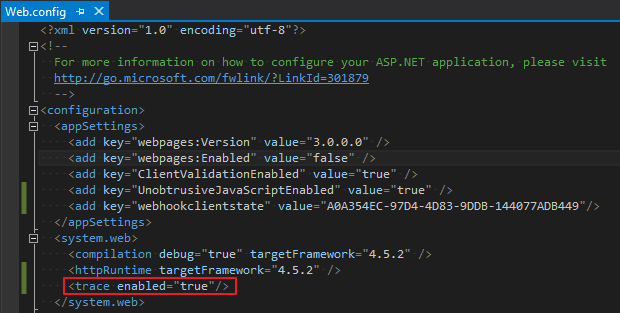 Web.config
<?xml version="1.0" encoding="utf-8"?>
<!--
For more information on how to configure your ASP.NET application, please visit
http://go.microsoft.com/fwlink/?LinkId=301879
-->
<configuration>
<appSettings>
<add key="webpages:Version" value="3.0.0.0" />
<add key="webpages:Enabled" value="false" />
<add key="ClientValidationEnabled" value="true" />
<add key="UnobtrusiveJavaScriptEnabled" value="true" />
<add key="webhookclientstate" value="A0A354EC-97D4-4D83-9DDB-144077ADB449"/>
</appSettings>
<system.web>
<compilation debug="true" targetFramework="4.5.2" />
<httpRuntime targetFramework="4.5.2" />
<trace enabled="true"/>
</system.web>